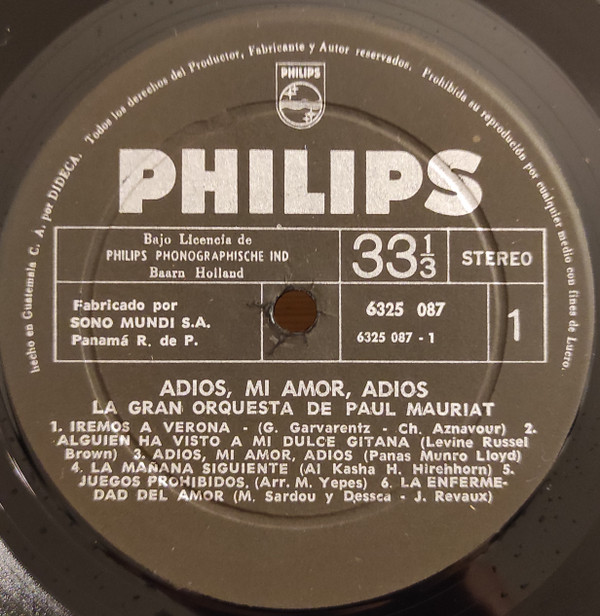 hecho en Guatemala C. A. por DIDECA. Todos los derechos del Productor, Fabricante y Autor reservados. Prohibida su reproducción por cualquier medio con fines de Lucro.
PHILIPS
PHILIPS
Bajo Licencia de
PHILIPS PHONOGRAPHISCHE IND
Baarn Holland
33 1/3
STEREO
Fabricado por
SONO MUNDI S.A.
Panamá R. de P.
6325 087
6325 087 - 1
1
ADIOS, MI AMOR, ADIOS
LA GRAN ORQUESTA DE PAUL MAURIAT
1. IREMOS A VERONA - (G. Garvarentz - Ch. Aznavour) 2.
ALGUIEN HA VISTO A MI DULCE GITANA (Levine Russel
Brown) 3. ADIOS, MI AMOR, ADIOS (Panas Munro Lloyd)
4. LA MAÑANA SIGUIENTE (Al Kasha H. Hirchhorn) 5.
JUEGOS PROHIBIDOS, (Arr. M. Yepes) 6. LA ENFERME-
DAD DEL AMOR (M. Sardou y Dessca - J. Revaux)